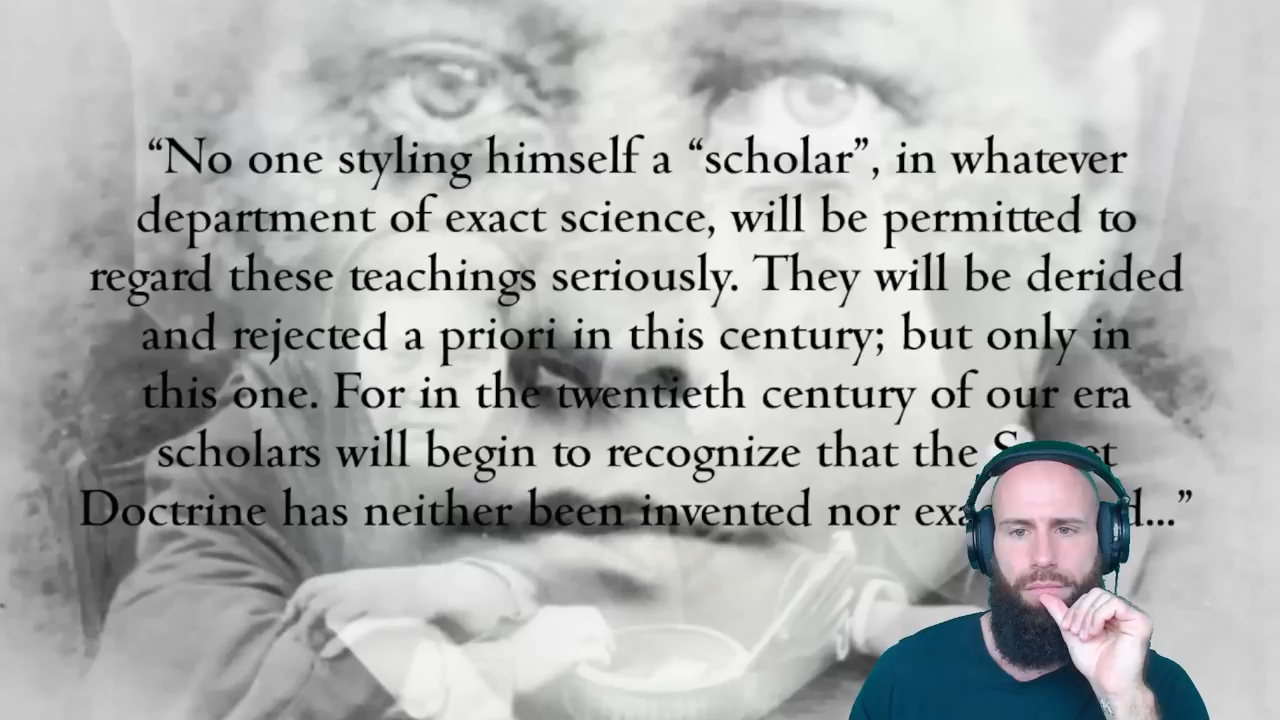 “No one styling himself a “scholar”, in whatever
department of exact science, will be permitted to
regard these teachings seriously. They will be derided
and rejected a priori in this century; but only in
this one. For in the twentieth century of our era
scholars will begin to recognize that the
Doctrine has neither been invented nor